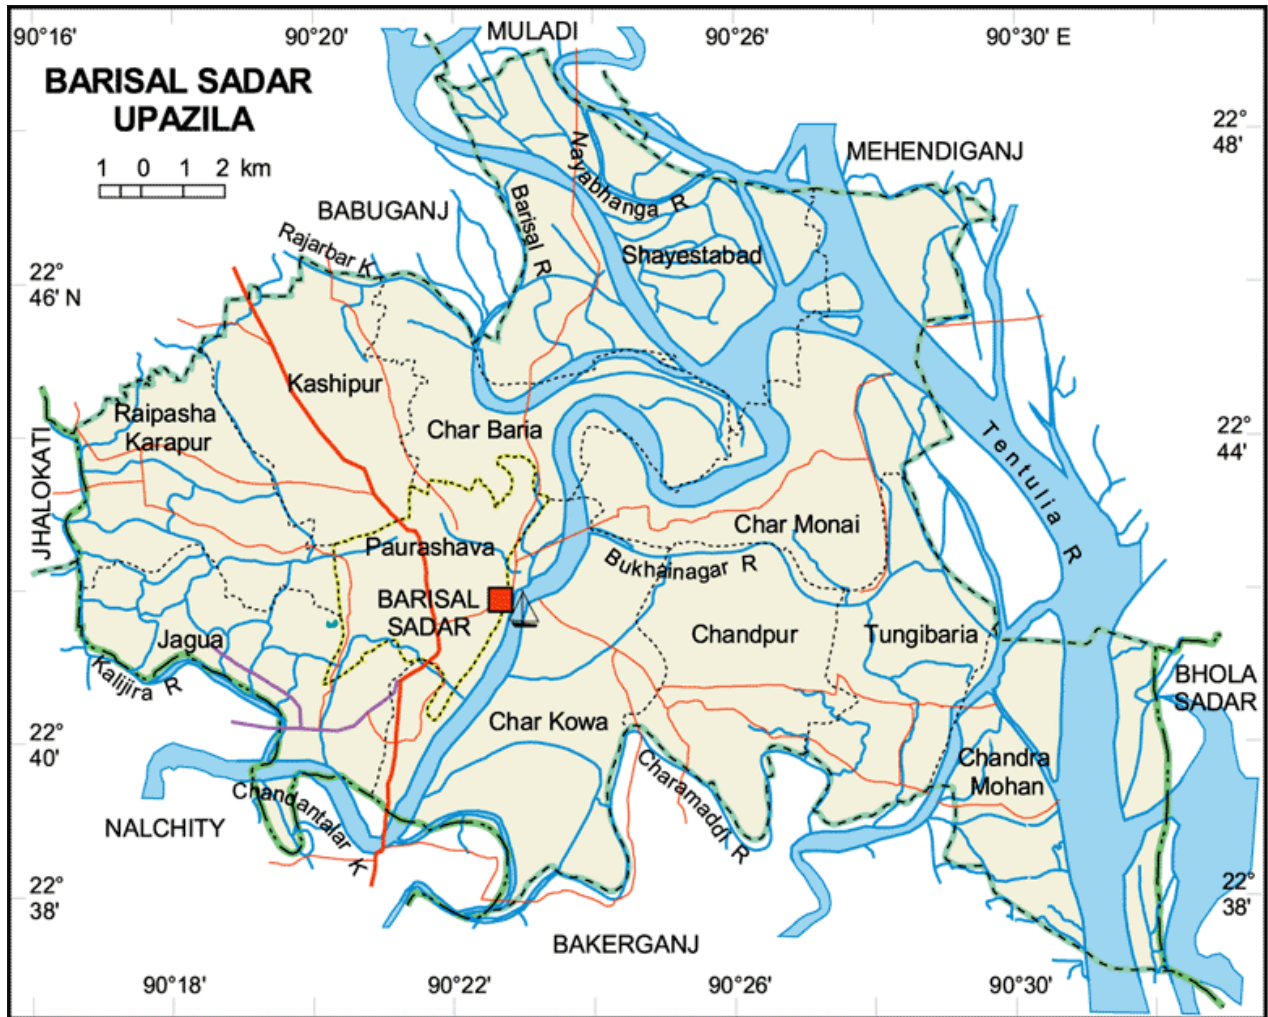 90°16'
90°20'
MULADI
90°26'
90°30' E
BARISAL SADAR
UPAZILA
1 0 1 2 km
22°
48'
MEHENDIGANJ
BABUGANJ
Nayabhanga R
Barisal R
Rajarbar K
Shayestabad
22°
46' N
Kashipur
Raipasha
Karapur
Char Baria
22°
44'
Tentulia R
JHALOKATI
Char Monai
Paurashava
Bukhainagar R
BARISAL
SADAR
Chandpur
Tungibaria
Jagua
Kalijira R
BHOLA
SADAR
Char Kowa
22°
40'
Chandra
Mohan
Charamaddi R
Chandantalar K
NALCHITY
22°
38'
22°
38'
BAKERGANJ
90°18'
90°22'
90°26'
90°30'